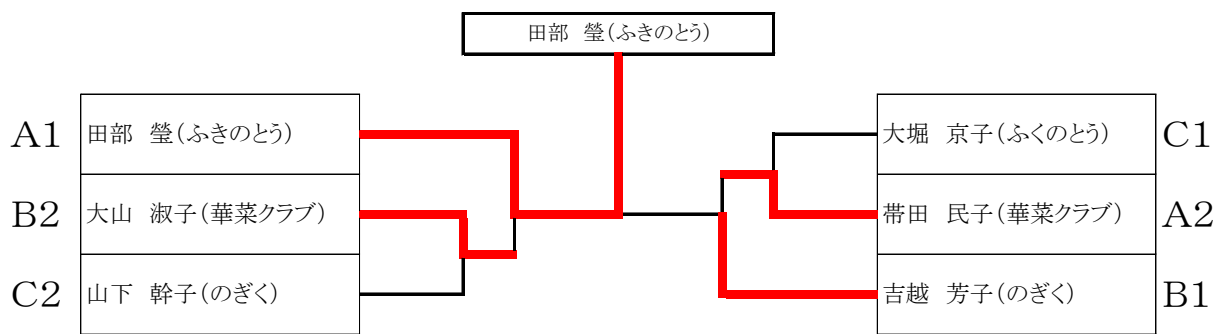 田部 瑩(ふきのとう)
A1 田部 瑩(ふきのとう)
B2 大山 淑子(華菜クラブ)
C2 山下 幹子(のぎく)
大堀 京子(ふくのとう) C1
帯田 民子(華菜クラブ) A2
吉越 芳子(のぎく) B1